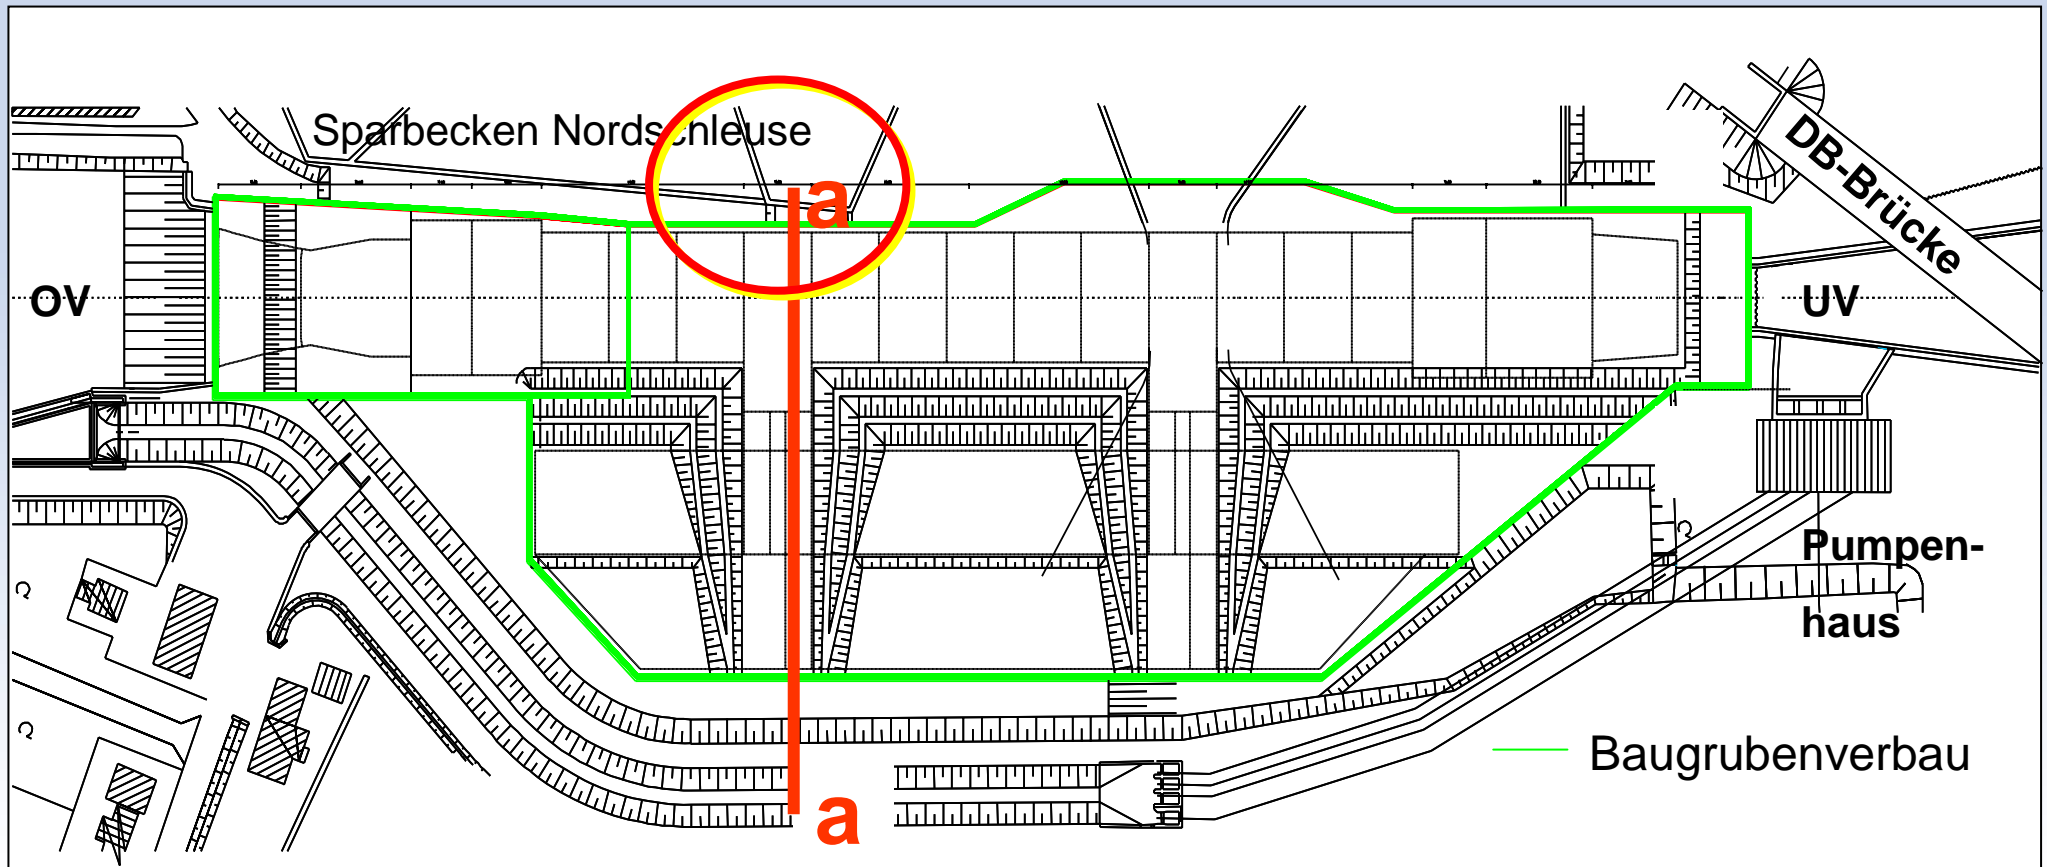 Sparbecken Nordschleuse
DB-Brücke
a
OV
UV
Pumpen-
haus
Baugrubenverbau
a